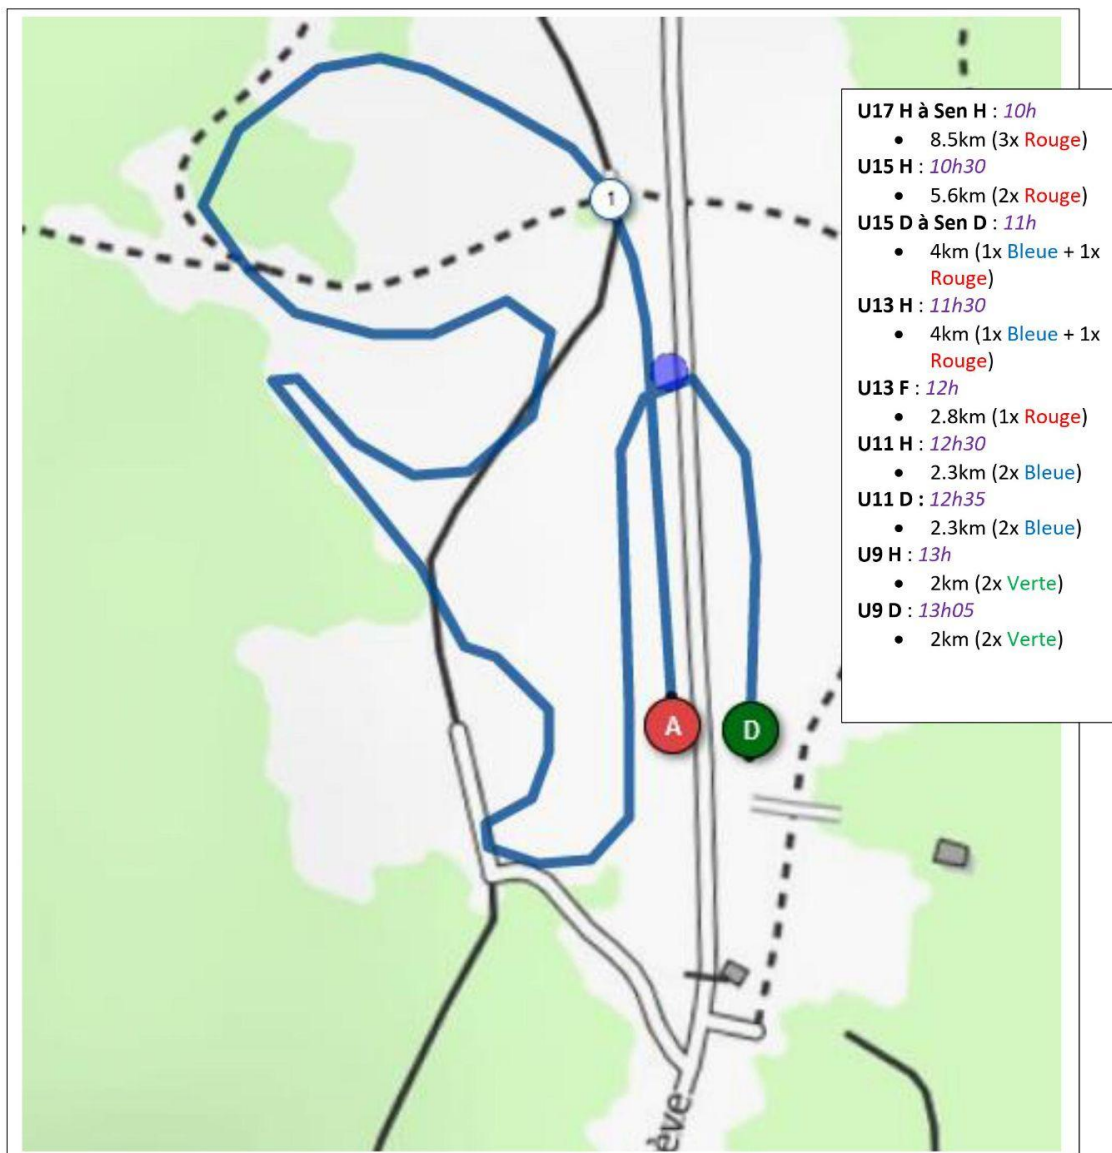 U17 H à Sen H : 10h
• 8.5km (3x Rouge)
U15 H : 10h30
• 5.6km (2x Rouge)
U15 D à Sen D : 11h
• 4km (1x Bleue + 1x
Rouge)
U13 H : 11h30
• 4km (1x Bleue + 1x
Rouge)
U13 F : 12h
• 2.8km (1x Rouge)
U11 H : 12h30
• 2.3km (2x Bleue)
U11 D : 12h35
• 2.3km (2x Bleue)
U9 H : 13h
• 2km (2x Verte)
U9 D : 13h05
• 2km (2x Verte)
1
A
D
ève